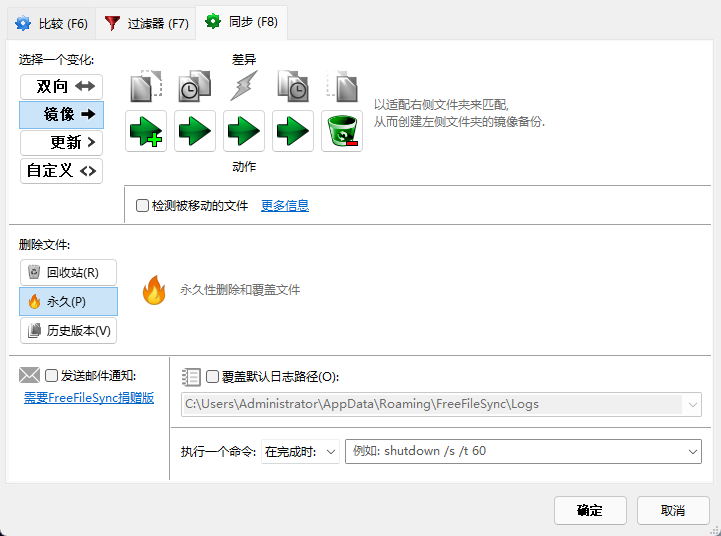 比较 (F6)
过滤器 (F7)
同步 (F8)
选择一个变化:
差异
双向
镜像
更新
自定义
以适配右侧文件夹来匹配,
从而创建左侧文件夹的镜像备份.
动作
检测被移动的文件
更多信息
删除文件:
回收站(R)
永久(P)
历史版本(V)
永久性删除和覆盖文件
发送邮件通知:
需要FreeFileSync捐赠版
覆盖默认日志路径(O):
C:\Users\Administrator\AppData\Roaming\FreeFileSync\Logs
执行一个命令:
在完成时:
例如: shutdown /s /t 60
确定
取消